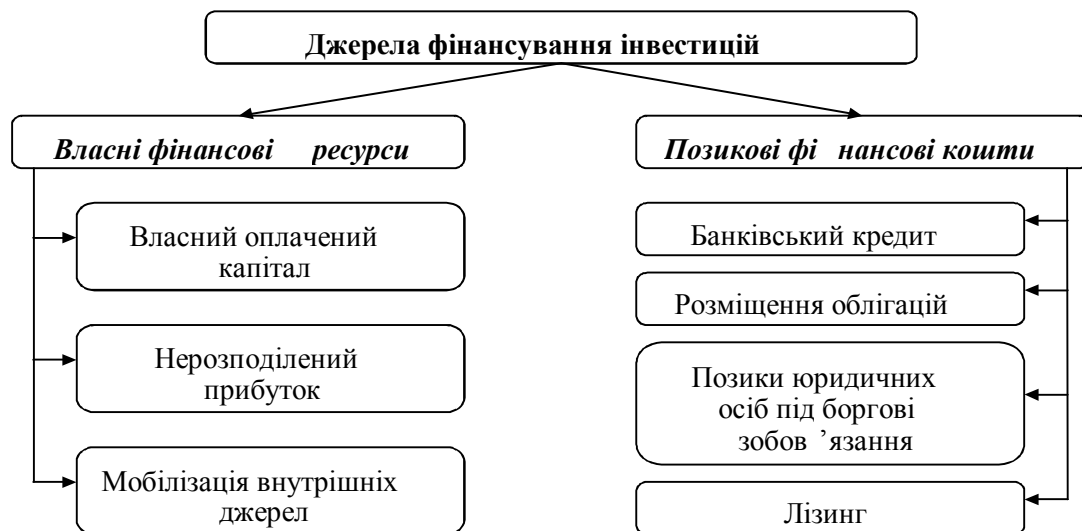 Джерела фінансування інвестицій
Власні фінансові ресурси
Власний оплачений
капітал
Нерозподілений
прибуток
Мобілізація внутрішніх
джерел
Позикові фі нансові кошти
Банківський кредит
Розміщення облігацій
Позики юридичних
осіб під боргові
зобов ’язання
Лізинг